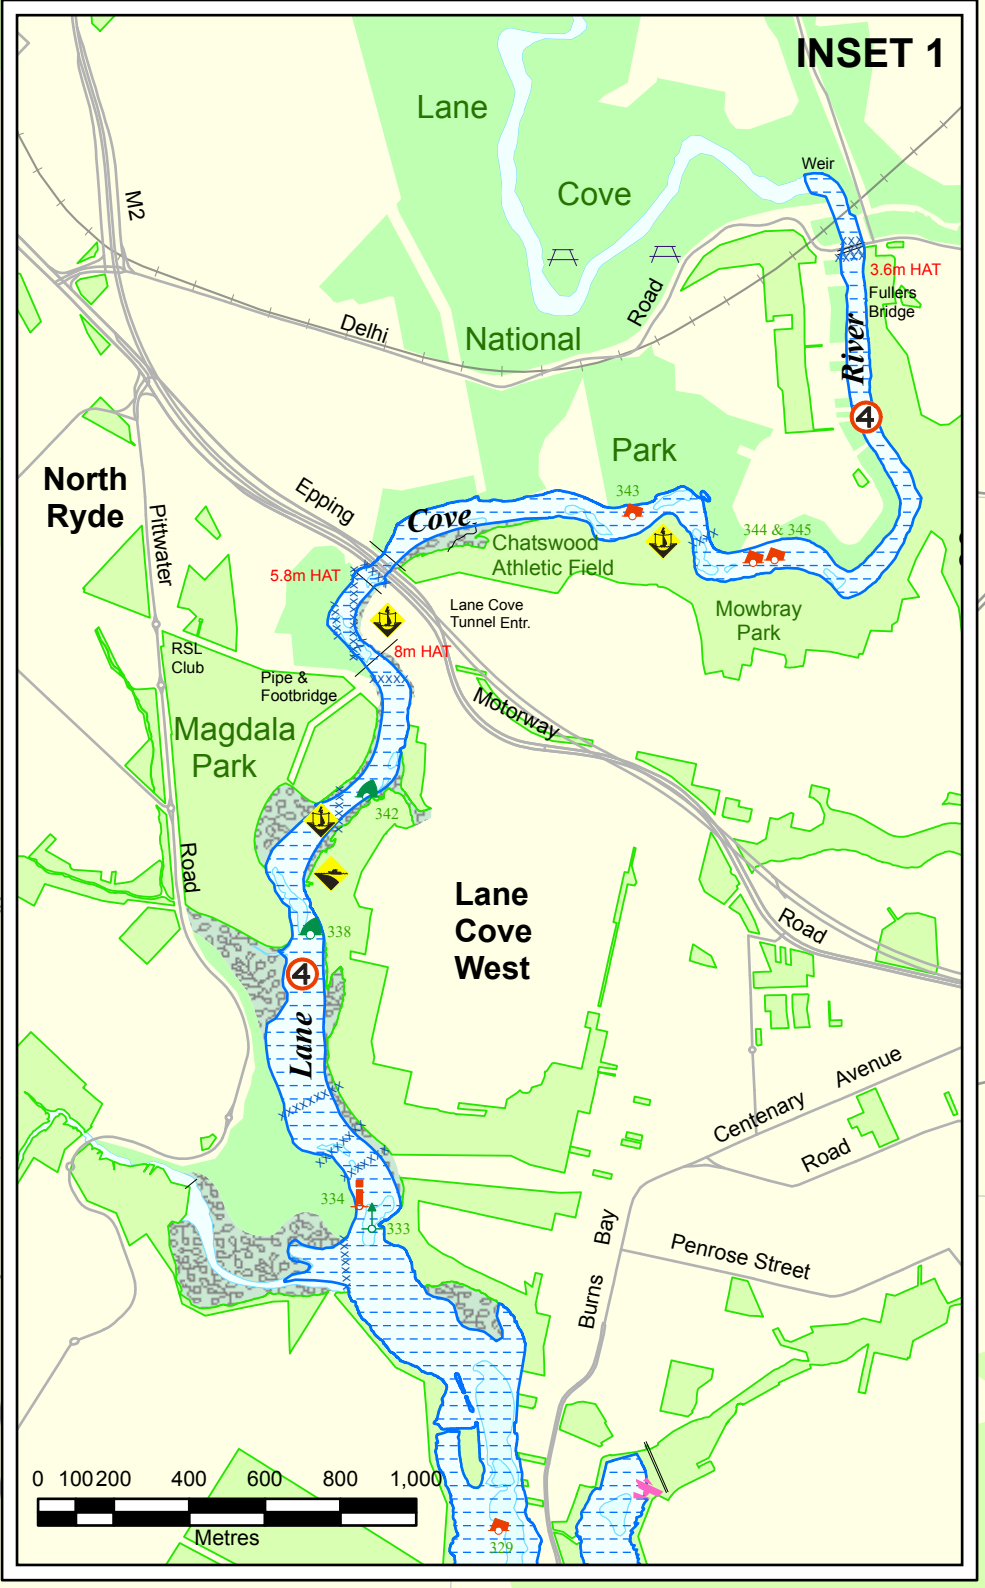 INSET 1
Lane
Cove
National
Park
Weir
M2
3.6m HAT
Fullers
Bridge
Road
Delhi
River
4
North
Ryde
Epping
Pittwater
Cove
343
344 & 345
Chatswood
Athletic Field
5.8m HAT
Lane Cove
Tunnel Entr.
Mowbray
Park
8m HAT
RSL
Club
Pipe &
Footbridge
Motorway
Magdala
Park
342
Road
338
Lane
Cove
West
Road
4
Lane
Centenary Avenue
Road
334
333
Burns Bay
Penrose Street
0 100 200 400 600 800 1,000
Metres
329